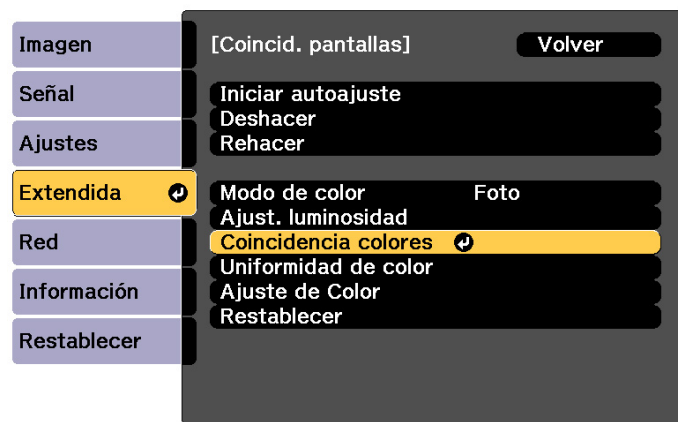 Imagen
Señal
Ajustes
Extendida
Red
Información
Restablecer
[Coincid. pantallas]
Volver
Iniciar autoajuste
Deshacer
Rehacer
Modo de color Foto
Ajust. luminosidad
Coincidencia colores
Uniformidad de color
Ajuste de Color
Restablecer